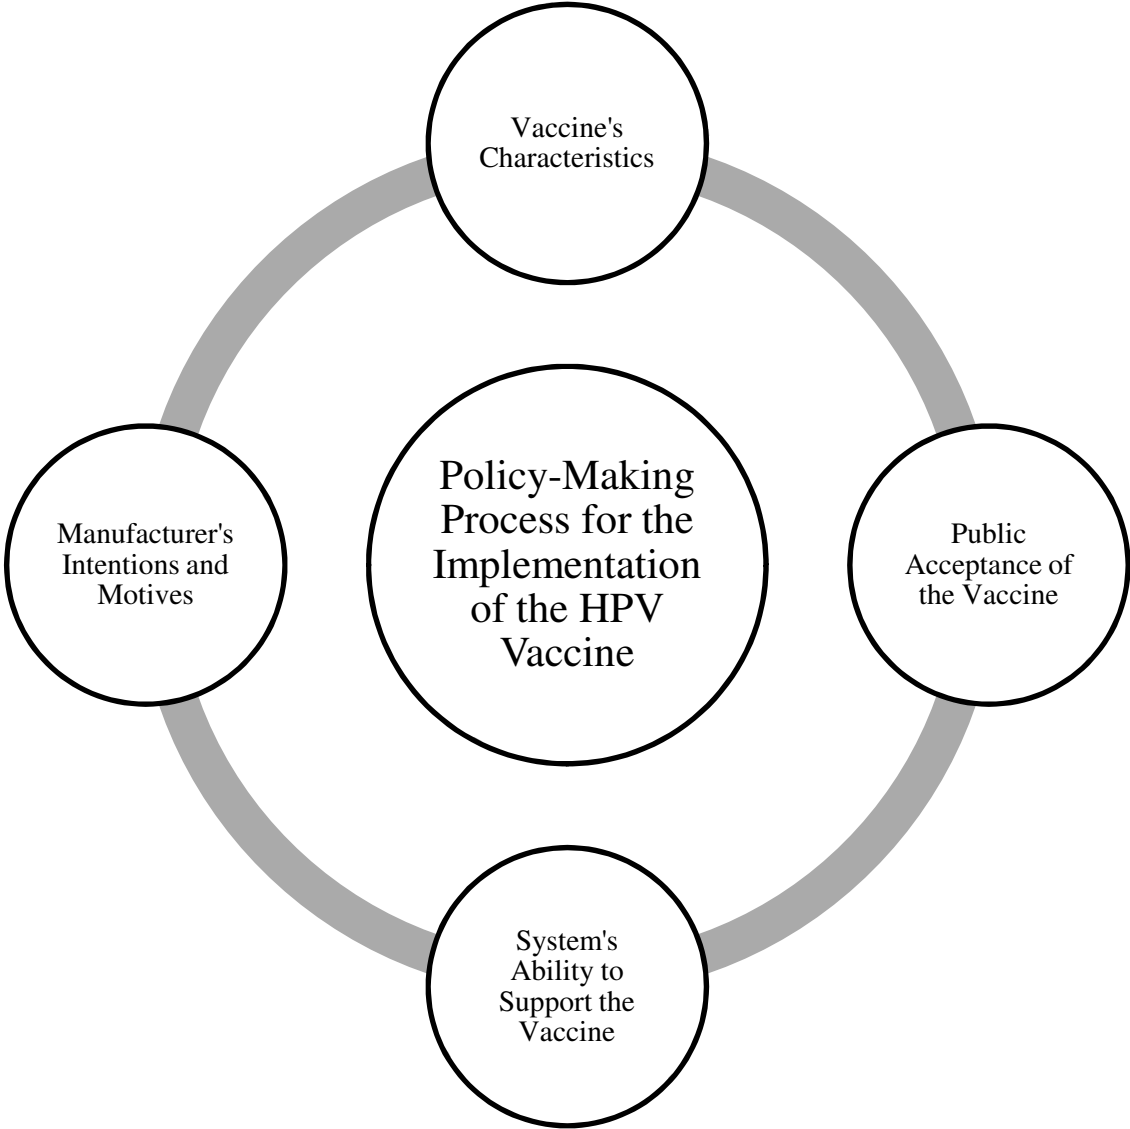 Vaccine's
Characteristics
Manufacturer's
Intentions and
Motives
Policy-Making
Process for the
Implementation
of the HPV
Vaccine
Public
Acceptance of
the Vaccine
System's
Ability to
Support the
Vaccine